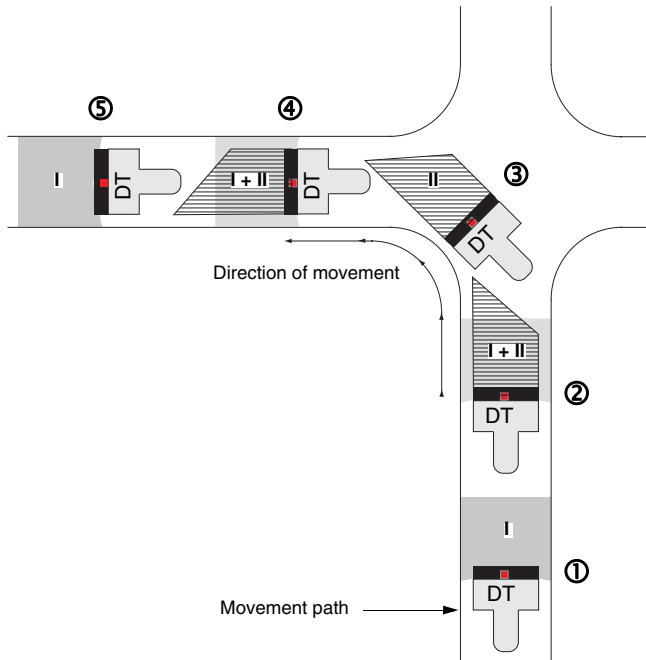 ⑤
④
I
DT
I + II
DT
II
③
DT
Direction of movement
I + II
②
DT
I
①
DT
Movement path